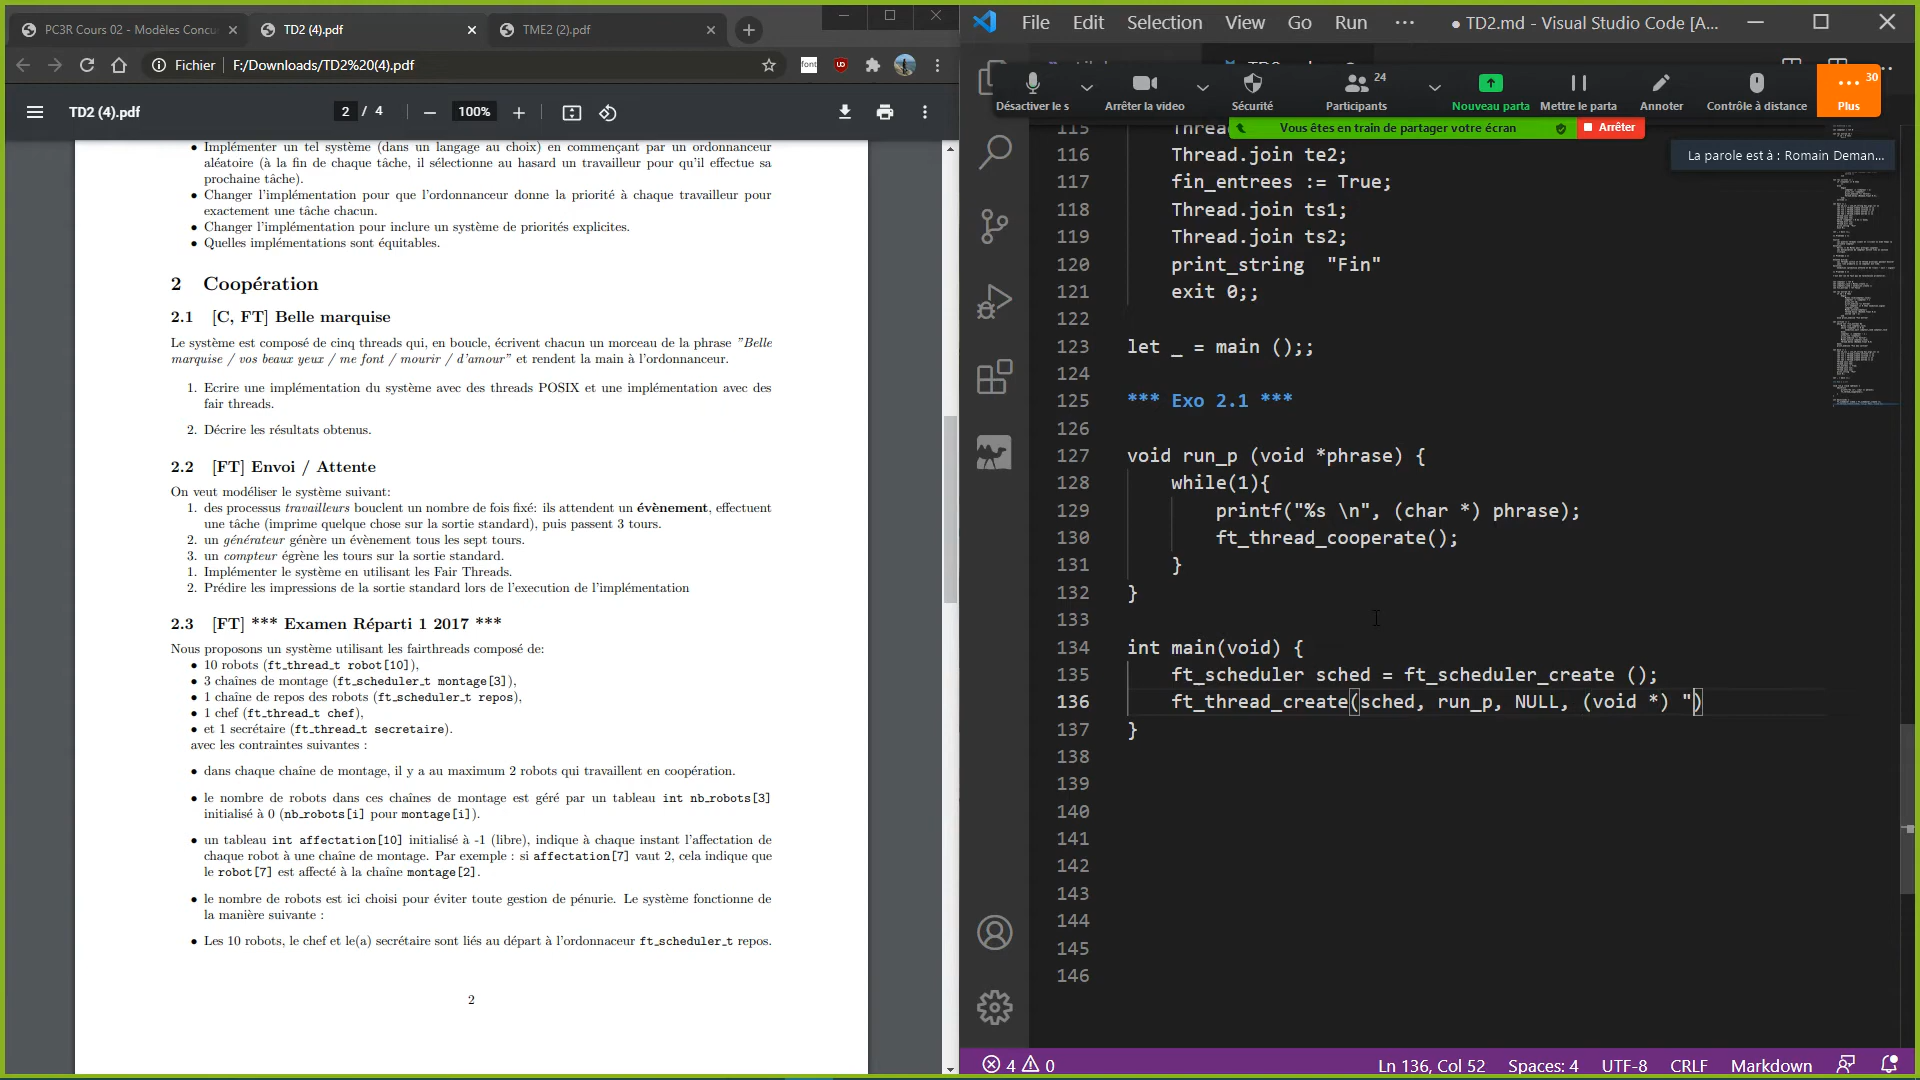 PC3R Cours 02 - Modèles Concu
TD2 (4).pdf
TME2 (2).pdf
Fichier
F:/Downloads/TD2%20(4).pdf
TD2 (4).pdf
2 / 4
100%
• Implémenter un tel système (dans un langage au choix) en commençant par un ordonnanceur
aléatoire (à la fin de chaque tâche, il sélectionne au hasard un travailleur pour qu'il effectue sa
prochaine tâche).
• Changer l'implémentation pour que l'ordonnanceur donne la priorité à chaque travailleur pour
exactement une tâche chacun.
• Changer l'implémentation pour inclure un système de priorités explicites.
• Quelles implémentations sont équitables.
2 Coopération
2.1 [C, FT] Belle marquise
Le système est composé de cinq threads qui, en boucle, écrivent chacun un morceau de la phrase "Belle
marquise / vos beaux yeux / me font / mourir / d'amour" et rendent la main à l'ordonnanceur.
1. Ecrire une implémentation du système avec des threads POSIX et une implémentation avec des
fair threads.
2. Décrire les résultats obtenus.
2.2 [FT] Envoi / Attente
On veut modéliser le système suivant:
1. des processus travailleurs bouclent un nombre de fois fixé: ils attendent un évènement, effectuent
une tâche (imprime quelque chose sur la sortie standard), puis passent 3 tours.
2. un générateur génère un évènement tous les sept tours.
3. un compteur égrène les tours sur la sortie standard.
1. Implémenter le système en utilisant les Fair Threads.
2. Prédire les impressions de la sortie standard lors de l'execution de l'implémentation
2.3 [FT] *** Examen Réparti 1 2017 ***
Nous proposons un système utilisant les fairthreads composé de:
• 10 robots (ft_thread_t robot[10]),
• 3 chaînes de montage (ft_scheduler_t montage[3]),
• 1 chaîne de repos des robots (ft_scheduler_t repos),
• 1 chef (ft_thread_t chef),
• et 1 secrétaire (ft_thread_t secretaire).
avec les contraintes suivantes :
• dans chaque chaîne de montage, il y a au maximum 2 robots qui travaillent en coopération.
• le nombre de robots dans ces chaînes de montage est géré par un tableau int nb_robots[3]
initialisé à 0 (nb_robots[i] pour montage[i]).
• un tableau int affectation[10] initialisé à -1 (libre), indique à chaque instant l'affectation de
chaque robot à une chaîne de montage. Par exemple : si affectation[7] vaut 2, cela indique que
le robot[7] est affecté à la chaîne montage[2].
• le nombre de robots est ici choisi pour éviter toute gestion de pénurie. Le système fonctionne de
la manière suivante :
• Les 10 robots, le chef et le(a) secrétaire sont liés au départ à l'ordonnaceur ft_scheduler_t repos.
2
File Edit Selection View Go Run ···
● TD2.md - Visual Studio Code [A...
Désactiver le s
Arrêter la vidéo
Sécurité
Participants 24
Nouveau parta
Mettre le parta
Annoter
Contrôle à distance
Plus 30
Vous êtes en train de partager votre écran
Arrêter
La parole est à : Romain Deman...
115
116 Thread.join te2;
117 fin_entrees := True;
118 Thread.join ts1;
119 Thread.join ts2;
120 print_string "Fin"
121 exit 0;;
122
123 let _ = main ();;
124
125 *** Exo 2.1 ***
126
127 void run_p (void *phrase) {
128 while(1){
129 printf("%s \n", (char *) phrase);
130 ft_thread_cooperate();
131 }
132 }
133
134 int main(void) {
135 ft_scheduler sched = ft_scheduler_create ();
136 ft_thread_create(sched, run_p, NULL, (void *) ")
137 }
138
139
140
141
142
143
144
145
146
4 0
Ln 136, Col 52
Spaces: 4
UTF-8
CRLF
Markdown